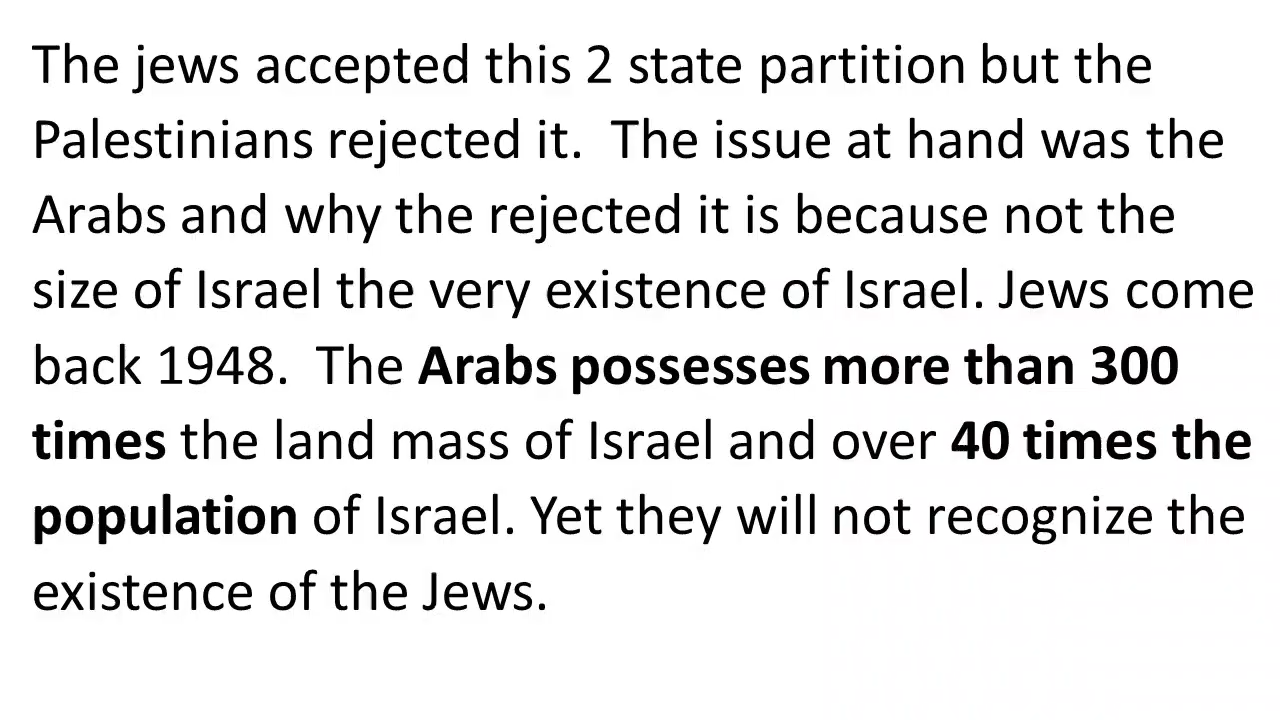 The jews accepted this 2 state partition but the
Palestinians rejected it.  The issue at hand was the
Arabs and why the rejected it is because not the
size of Israel the very existence of Israel. Jews come
back 1948.  The Arabs possesses more than 300
times the land mass of Israel and over 40 times the
population of Israel. Yet they will not recognize the
existence of the Jews.